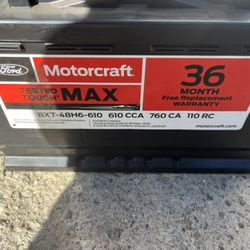 Ford
Motorcraft
36
MONTH
Free Replacement
WARRANTY
TESTED
"TOUGH" MAX
BXT-48H6-610 610 CCA 760 CA 110 RC
motorcraft.com